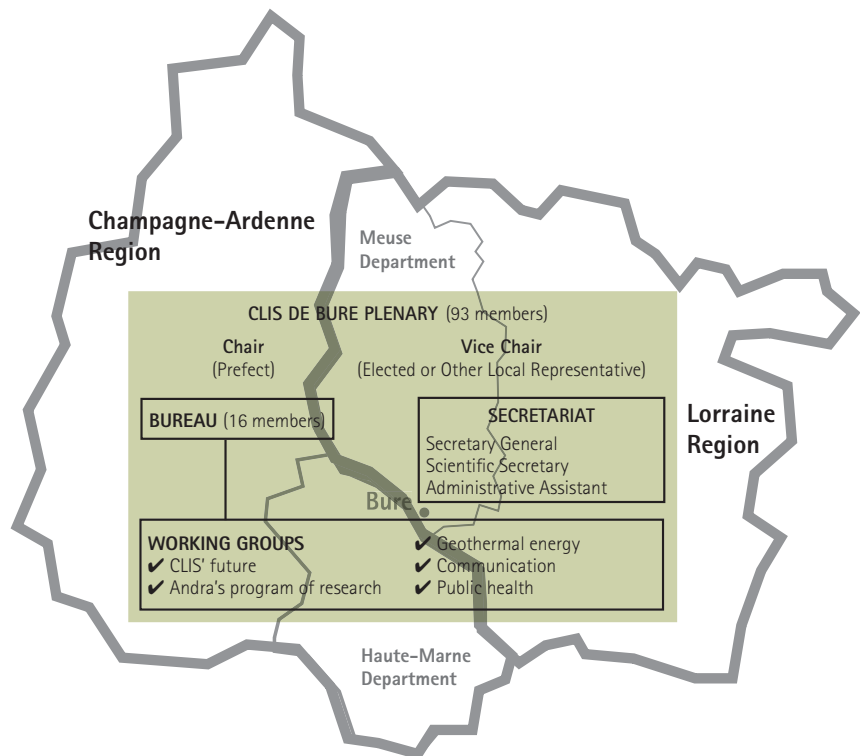 Champagne-Ardenne
Region
Meuse
Department
CLIS DE BURE PLENARY (93 members)
Chair
(Prefect)
Vice Chair
(Elected or Other Local Representative)
BUREAU (16 members)
SECRETARIAT
Secretary General
Scientific Secretary
Administrative Assistant
Lorraine
Region
Bure
WORKING GROUPS
✔ CLIS' future
✔ Andra's program of research
✔ Geothermal energy
✔ Communication
✔ Public health
Haute-Marne
Department